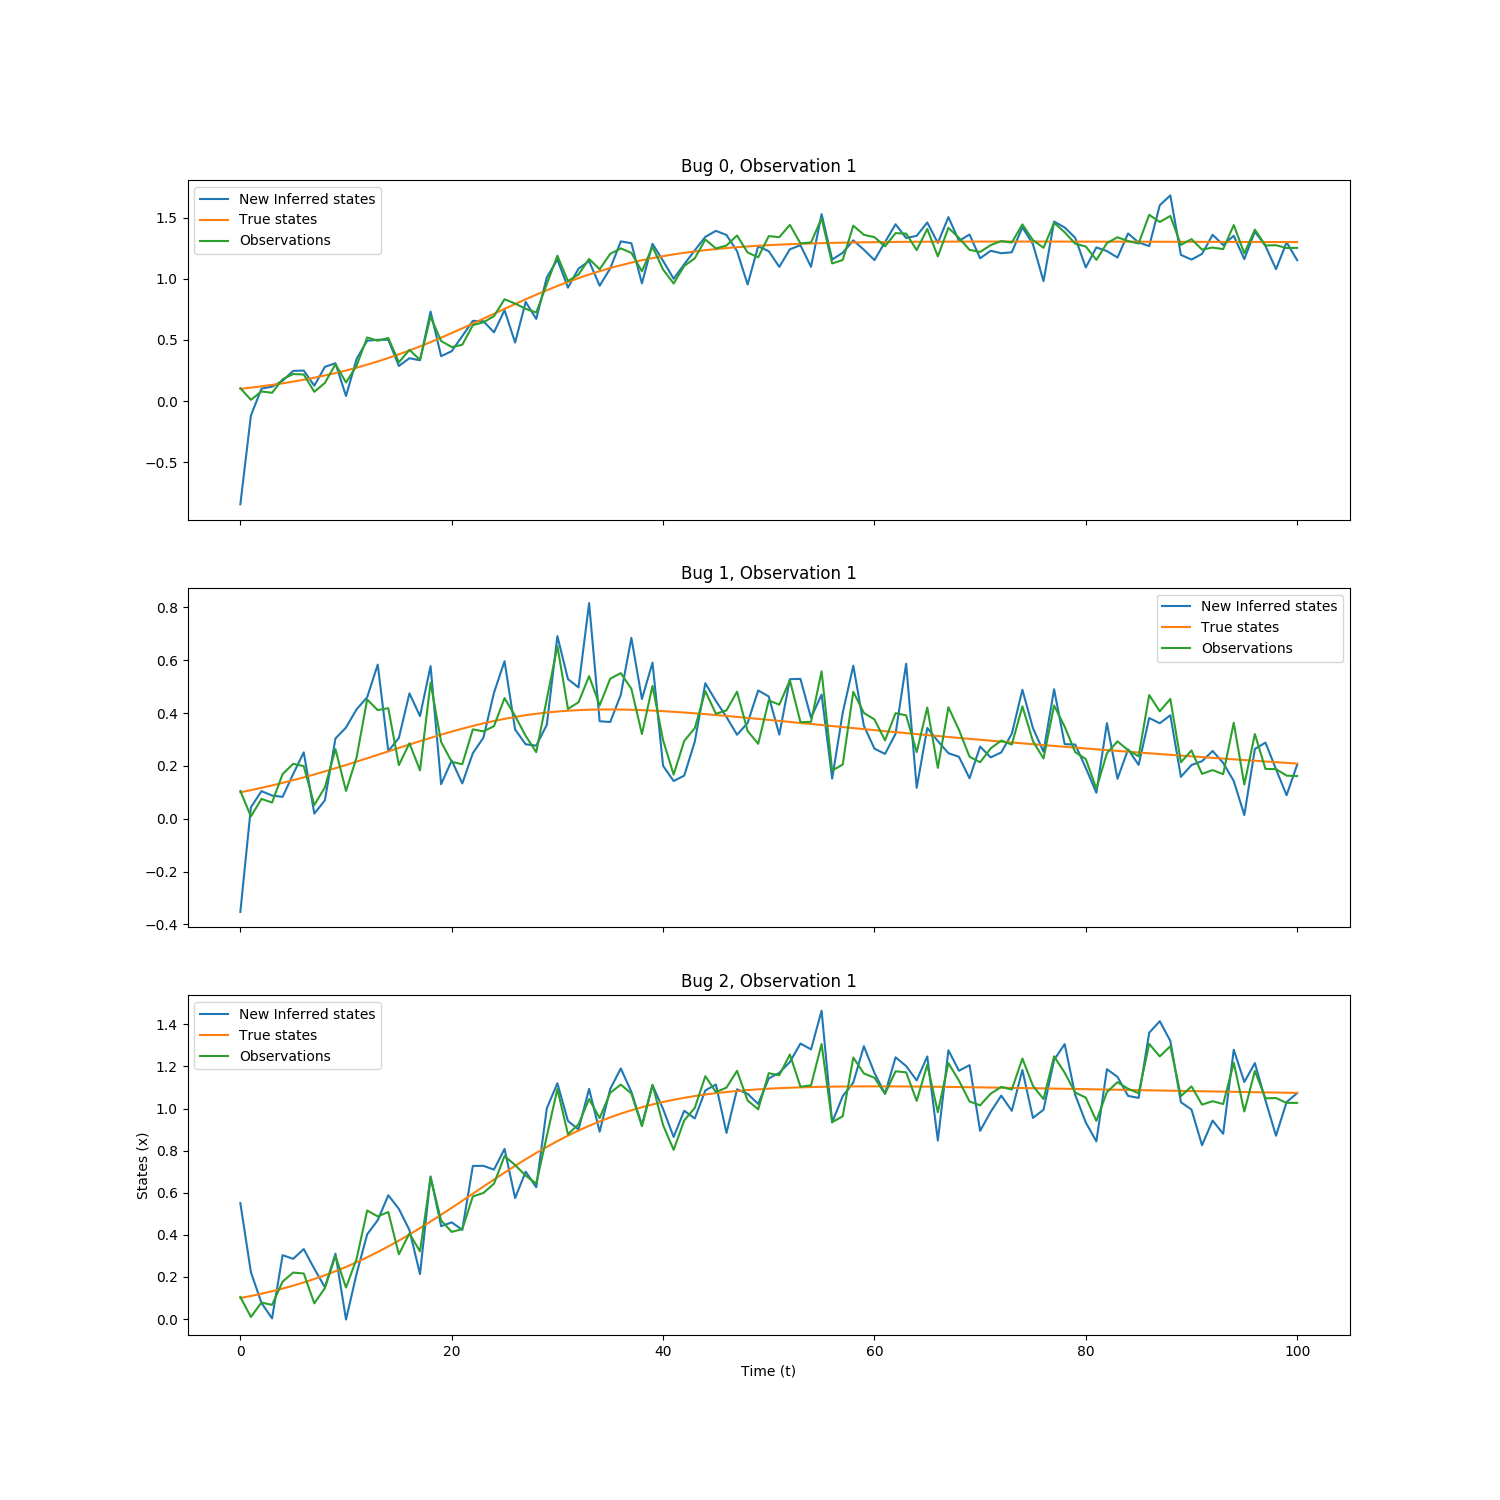 Bug 0, Observation 1
New Inferred states
True states
Observations
1.5
1.0
0.5
0.0
−0.5
Bug 1, Observation 1
New Inferred states
True states
Observations
0.8
0.6
0.4
0.2
0.0
−0.2
−0.4
Bug 2, Observation 1
New Inferred states
True states
Observations
1.4
1.2
1.0
0.8
0.6
0.4
0.2
0.0
States (x)
0 20 40 60 80 100
Time (t)